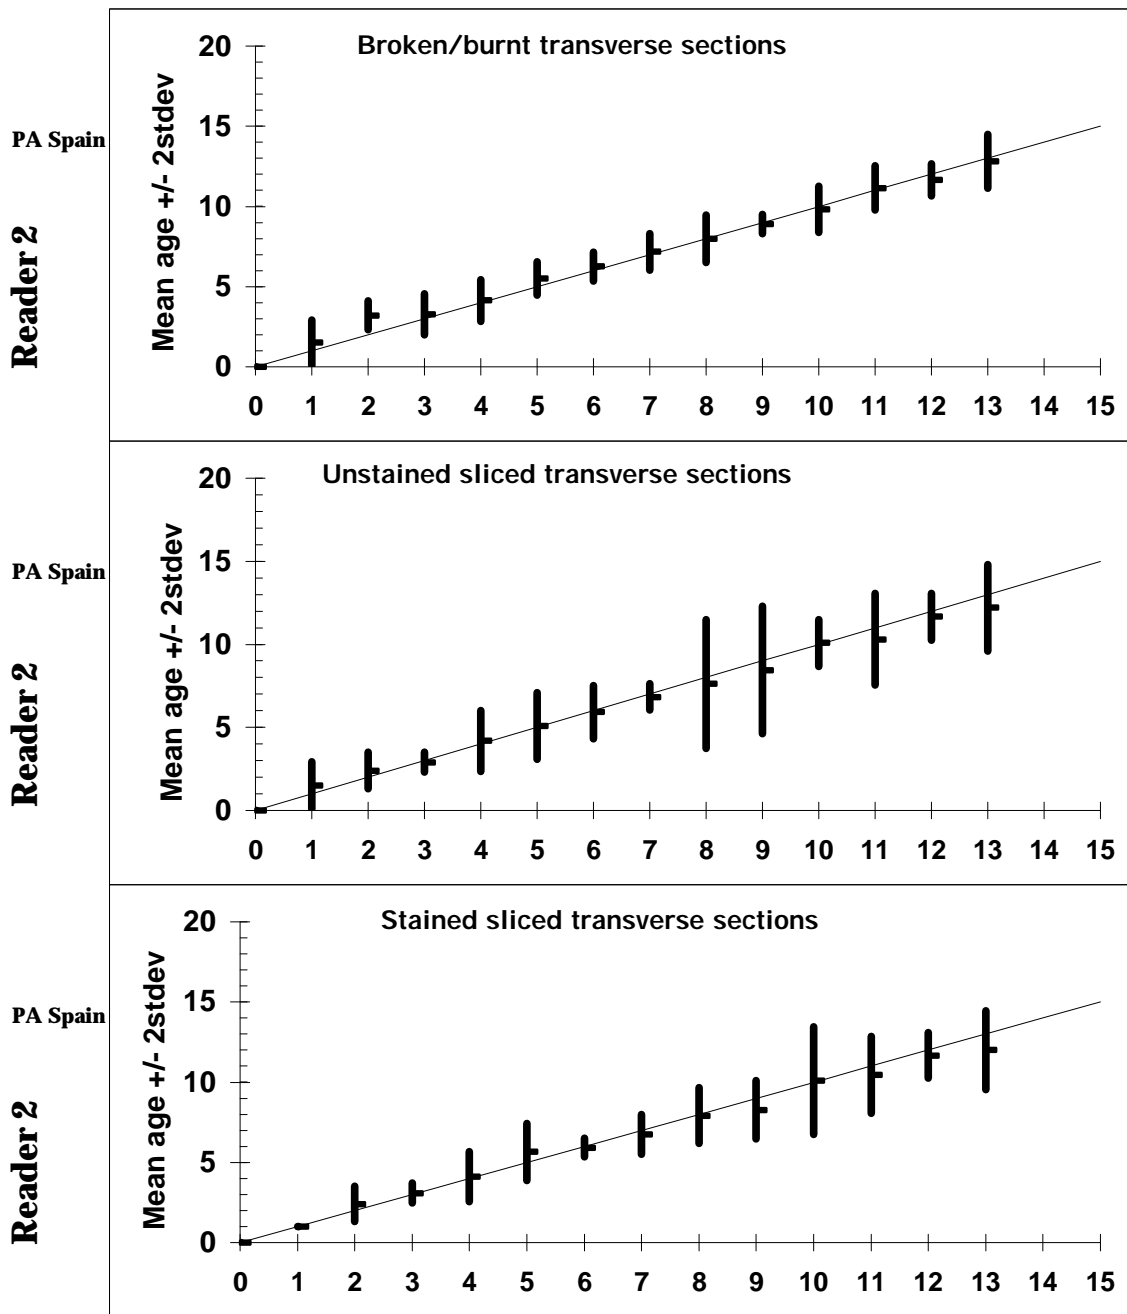 Broken/burnt transverse sections
PA Spain
Reader 2
Mean age +/- 2stdev
20
15
10
5
0
0 1 2 3 4 5 6 7 8 9 10 11 12 13 14 15
Unstained sliced transverse sections
PA Spain
Reader 2
Mean age +/- 2stdev
20
15
10
5
0
0 1 2 3 4 5 6 7 8 9 10 11 12 13 14 15
Stained sliced transverse sections
PA Spain
Reader 2
Mean age +/- 2stdev
20
15
10
5
0
0 1 2 3 4 5 6 7 8 9 10 11 12 13 14 15